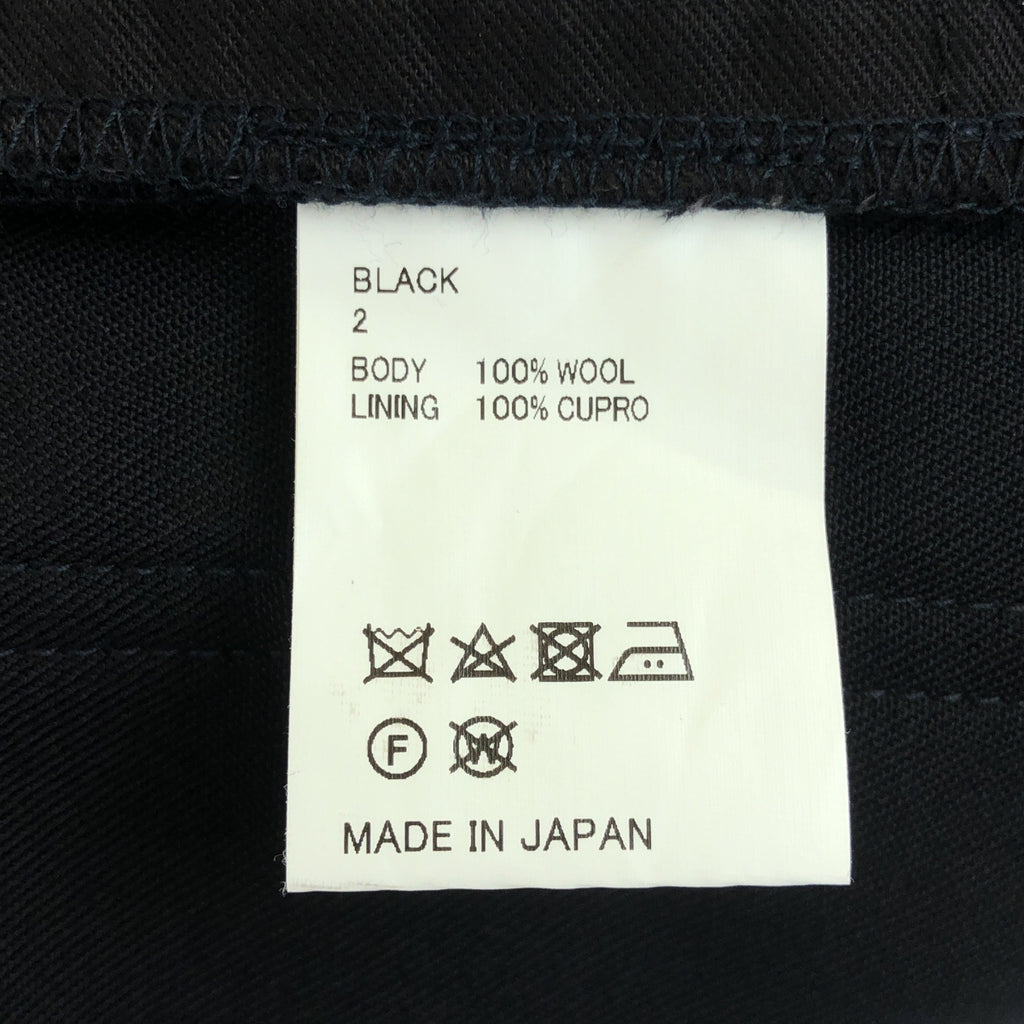 BLACK
2
BODY 100% WOOL
LINING 100% CUPRO
F W
MADE IN JAPAN